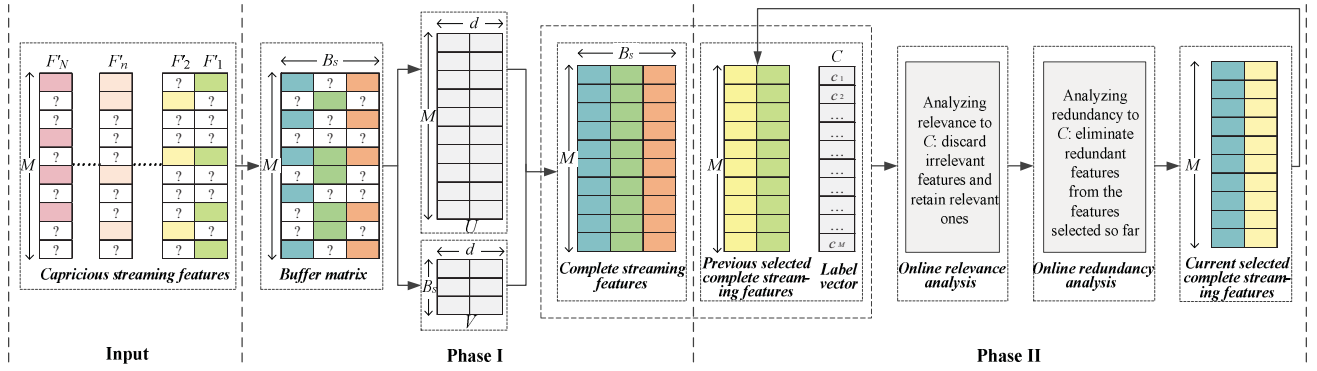 F'N F'n F'2 F'1
M
? ? ?
? ? ?
? ? ?
? ?
? ?
? ?
? ? ? ?
? ?
? ?
? ? ?
Capricious streaming features
Input
Bs
? ?
? ?
? ?
? ? ?
?
? ?
? ?
? ?
?
? ?
Buffer matrix
d
M
U
d
Bs
V
Phase I
Bs
M
Complete streaming
features
M
Previous selected
complete stream-
ing features
C
c1
c2
...
...
...
...
...
...
...
cM
Label
vector
Analyzing
relevance to
C: discard
irrelevant
features and
retain relevant
ones
Online relevance
analysis
Analyzing
redundancy to
C: eliminate
redundant
features
from the
features
selected so far
Online redundancy
analysis
M
Current selected
complete stream-
ing features
Phase II